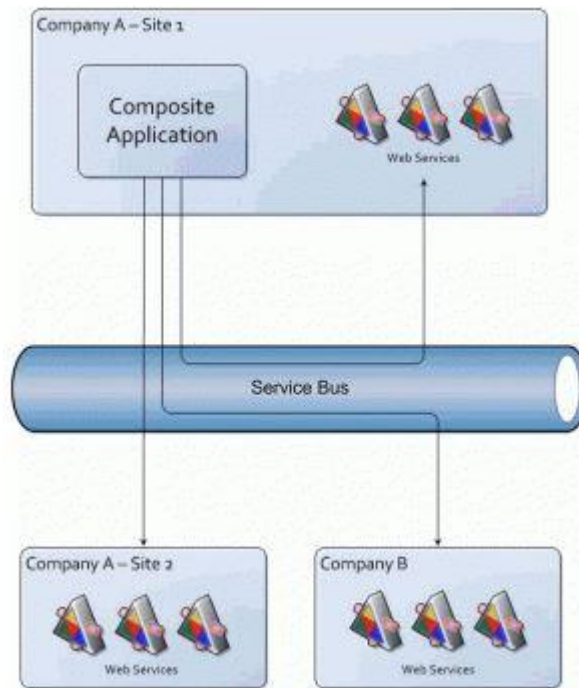 Company A – Site 1
Composite
Application
Web Services
Service Bus
Company A – Site 2
Web Services
Company B
Web Services